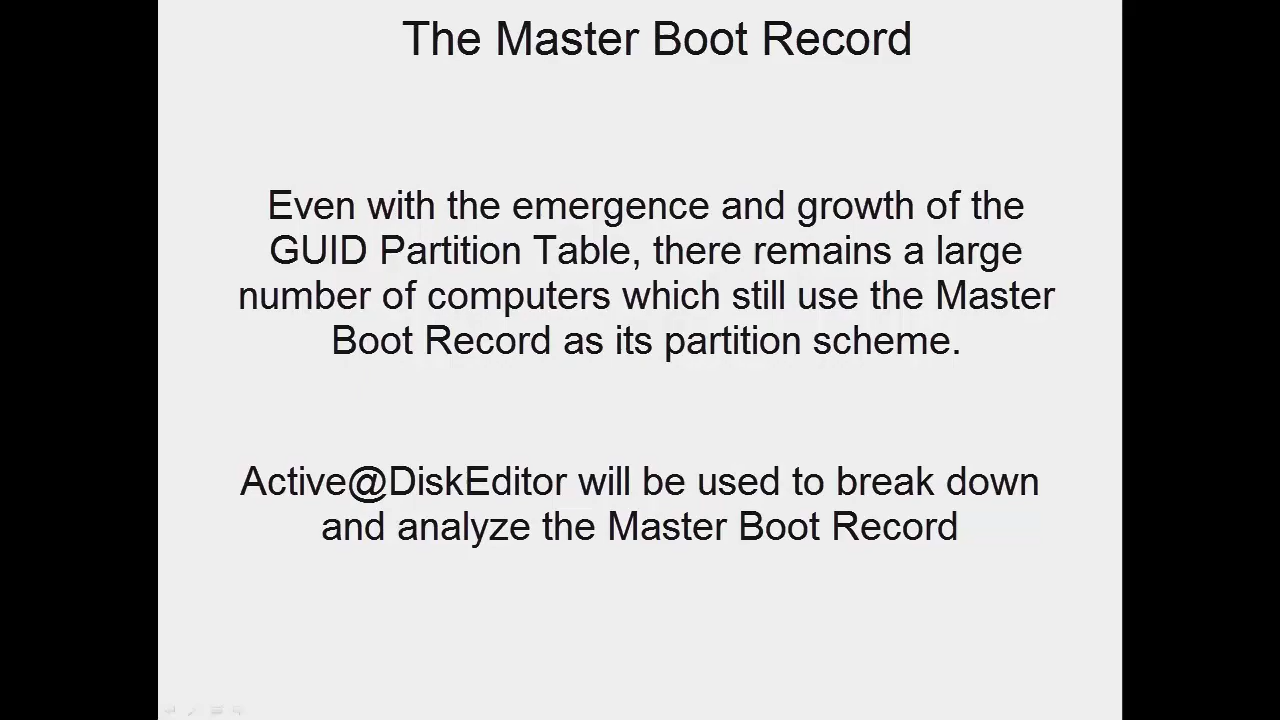 The Master Boot Record
Even with the emergence and growth of the
GUID Partition Table, there remains a large
number of computers which still use the Master
Boot Record as its partition scheme.
Active@DiskEditor will be used to break down
and analyze the Master Boot Record